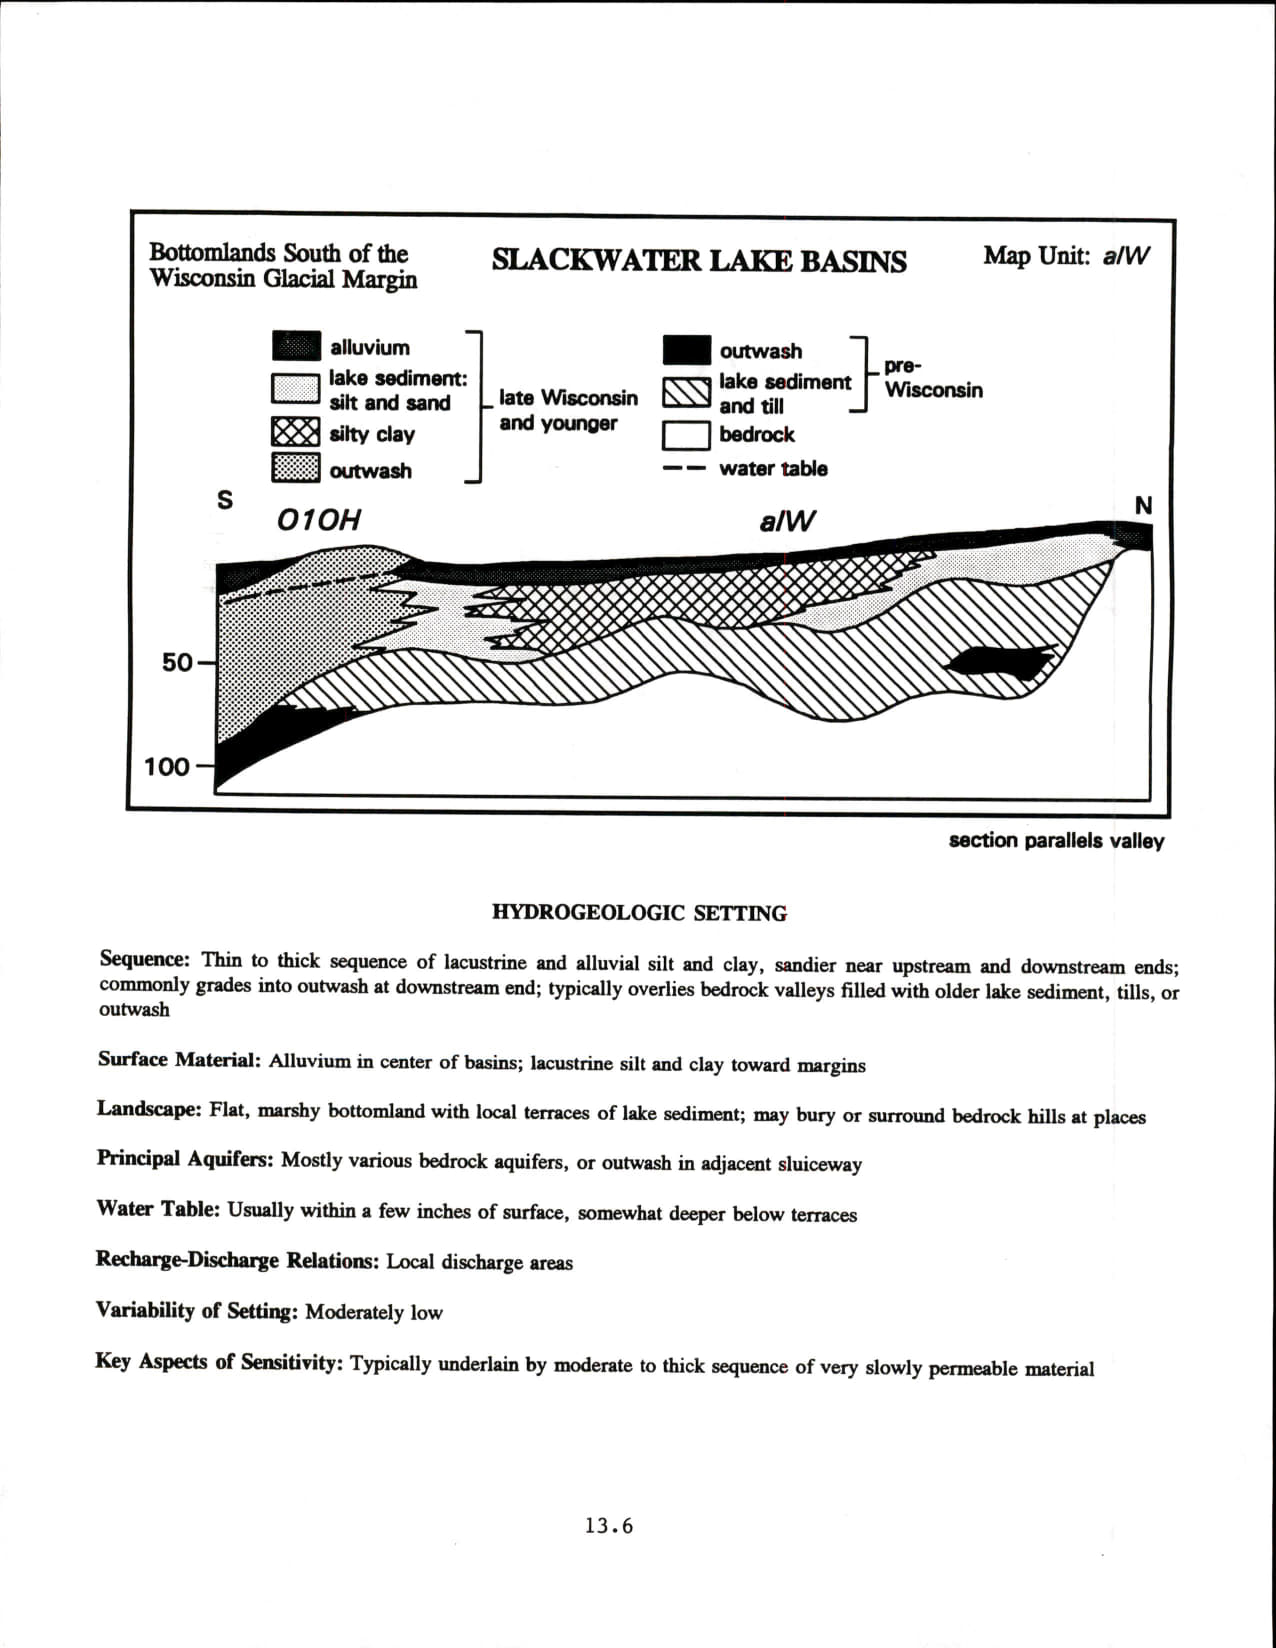 Bottomlands South of the
Wisconsin Glacial Margin
SLACKWATER LAKE BASINS
Map Unit: alW
alluvium
lake sediment:
silt and sand
silty clay
outwash
late Wisconsin
and younger
outwash
lake sediment
and till
bedrock
water table
pre-
Wisconsin
S
O1OH
alW
N
50
100
section parallels valley
HYDROGEOLOGIC SETTING
Sequence: Thin to thick sequence of lacustrine and alluvial silt and clay, sandier near upstream and downstream ends;
commonly grades into outwash at downstream end; typically overlies bedrock valleys filled with older lake sediment, tills, or
outwash
Surface Material: Alluvium in center of basins; lacustrine silt and clay toward margins
Landscape: Flat, marshy bottomland with local terraces of lake sediment; may bury or surround bedrock hills at places
Principal Aquifers: Mostly various bedrock aquifers, or outwash in adjacent sluiceway
Water Table: Usually within a few inches of surface, somewhat deeper below terraces
Recharge-Discharge Relations: Local discharge areas
Variability of Setting: Moderately low
Key Aspects of Sensitivity: Typically underlain by moderate to thick sequence of very slowly permeable material
13.6